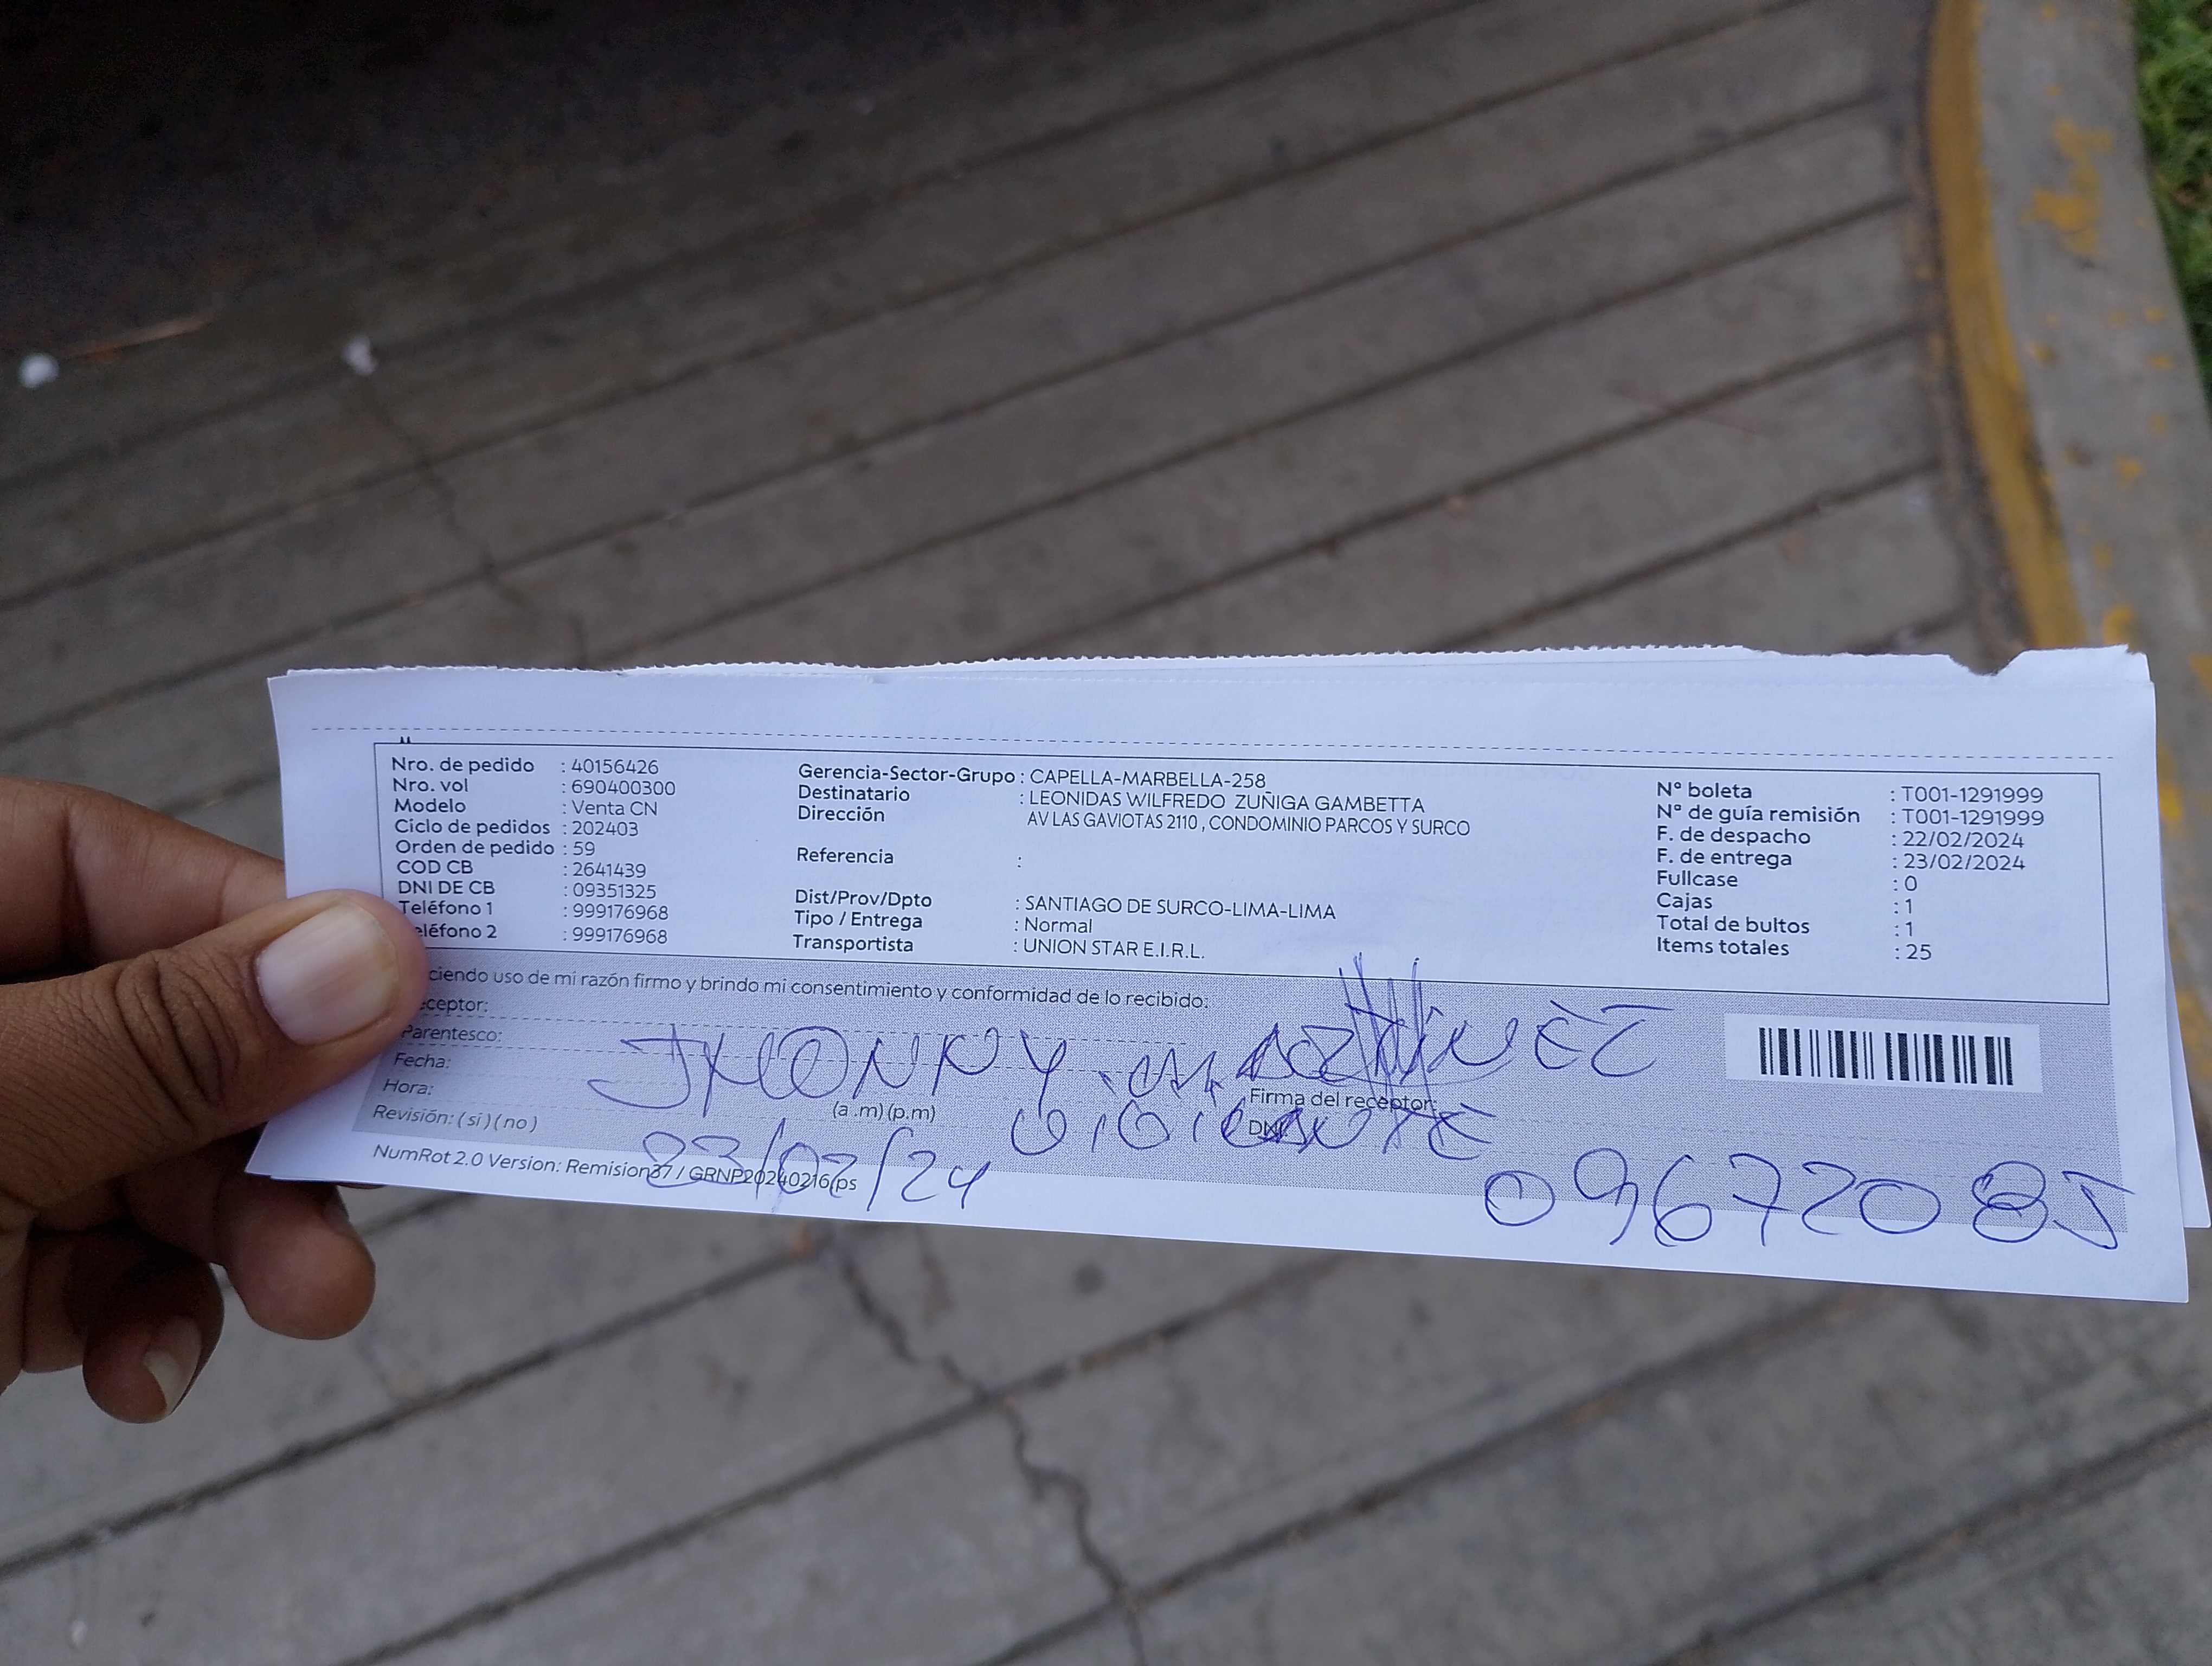 Nro. de pedido : 40156426
Nro. vol : 690400300
Modelo : Venta CN
Ciclo de pedidos : 202403
Orden de pedido : 59
COD CB : 2641439
DNI DE CB : 09351325
Teléfono 1 : 999176968
eléfono 2 : 999176968
Gerencia-Sector-Grupo : CAPELLA-MARBELLA-258_
Destinatario : LEONIDAS WILFREDO ZUÑIGA GAMBETTA
Dirección AV LAS GAVIOTAS 2110 , CONDOMINIO PARCOS Y SURCO
Referencia :
Dist/Prov/Dpto : SANTIAGO DE SURCO-LIMA-LIMA
Tipo / Entrega : Normal
Transportista : UNION STAR E.I.R.L.
N° boleta : T001-1291999
N° de guía remisión : T001-1291999
F. de despacho : 22/02/2024
F. de entrega : 23/02/2024
Fullcase : 0
Cajas : 1
Total de bultos : 1
Items totales : 25
ciendo uso de mi razón firmo y brindo mi consentimiento y conformidad de lo recibido:
eceptor:
Parentesco:
Fecha:
JHONNY. MARTINEZ
Hora: (a .m) (p.m)
Firma del receptor:
Revisión: ( si ) ( no )
DNI
VIGILANTE
23/02/24
09672085
NumRot 2.0 Version: Remision37 / GRNP20240216(ps